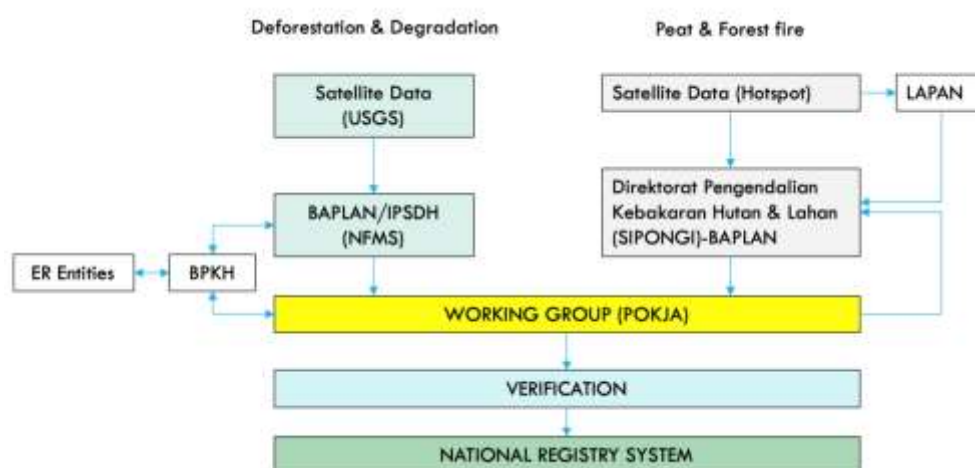 Deforestation & Degradation
Peat & Forest fire
Satellite Data
(USGS)
Satellite Data (Hotspot)
LAPAN
BAPLAN/IPSDH
(NFMS)
Direktorat Pengendalian
Kebakaran Hutan & Lahan
(SIPONGI)-BAPLAN
ER Entities
BPKH
WORKING GROUP (POKJA)
VERIFICATION
NATIONAL REGISTRY SYSTEM